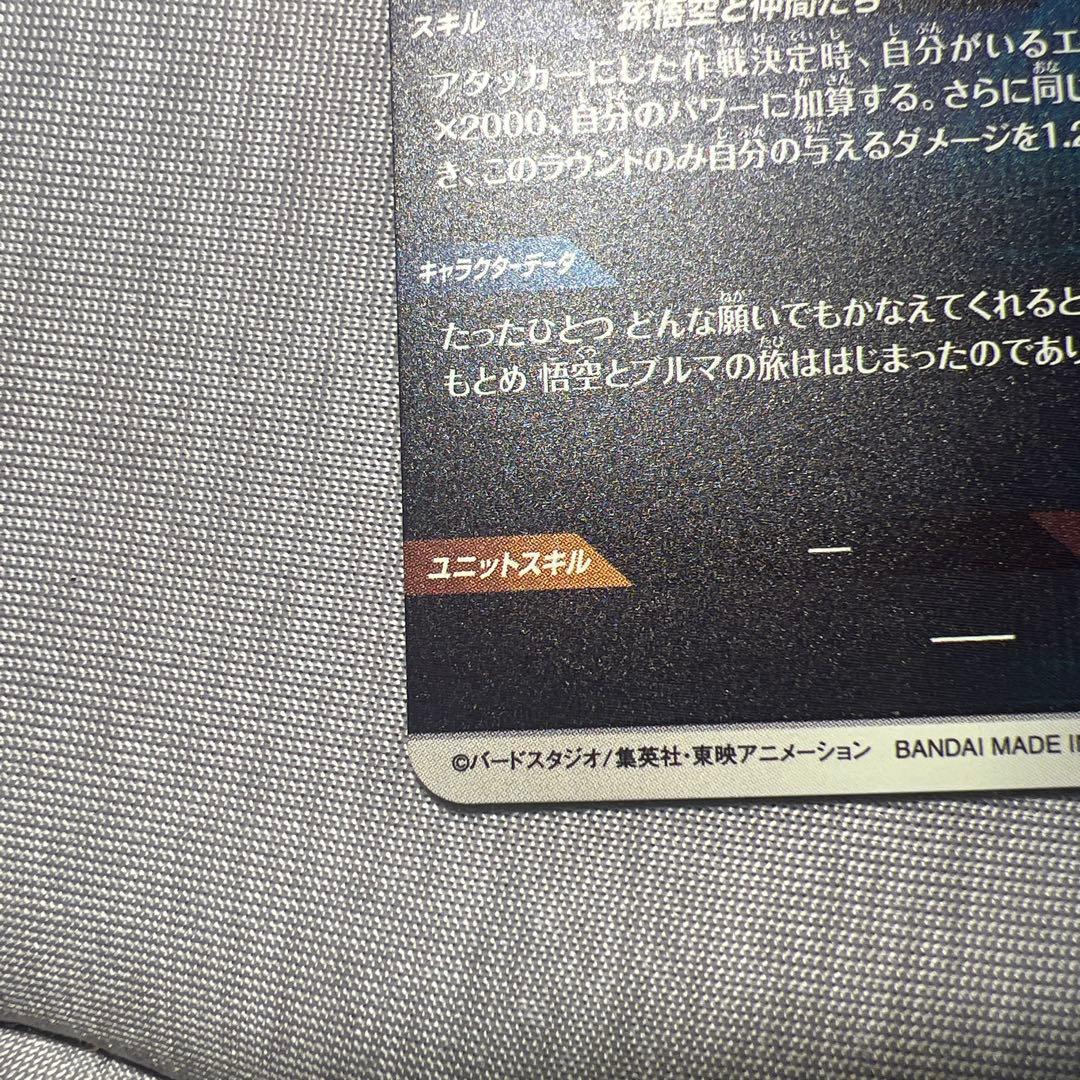 スキル 孫悟空と仲間たち
アタッカーにした作戦決定時、自分がいるエ
×2000、自分のパワーに加算する。さらに同じ
き、このラウンドのみ自分の与えるダメージを1.2
キャラクターデータ
たったひとつ どんな願いでもかなえてくれると
もとめ 悟空とブルマの旅ははじまったのであり
ユニットスキル —
—
©バードスタジオ/集英社・東映アニメーション BANDAI MADE IN